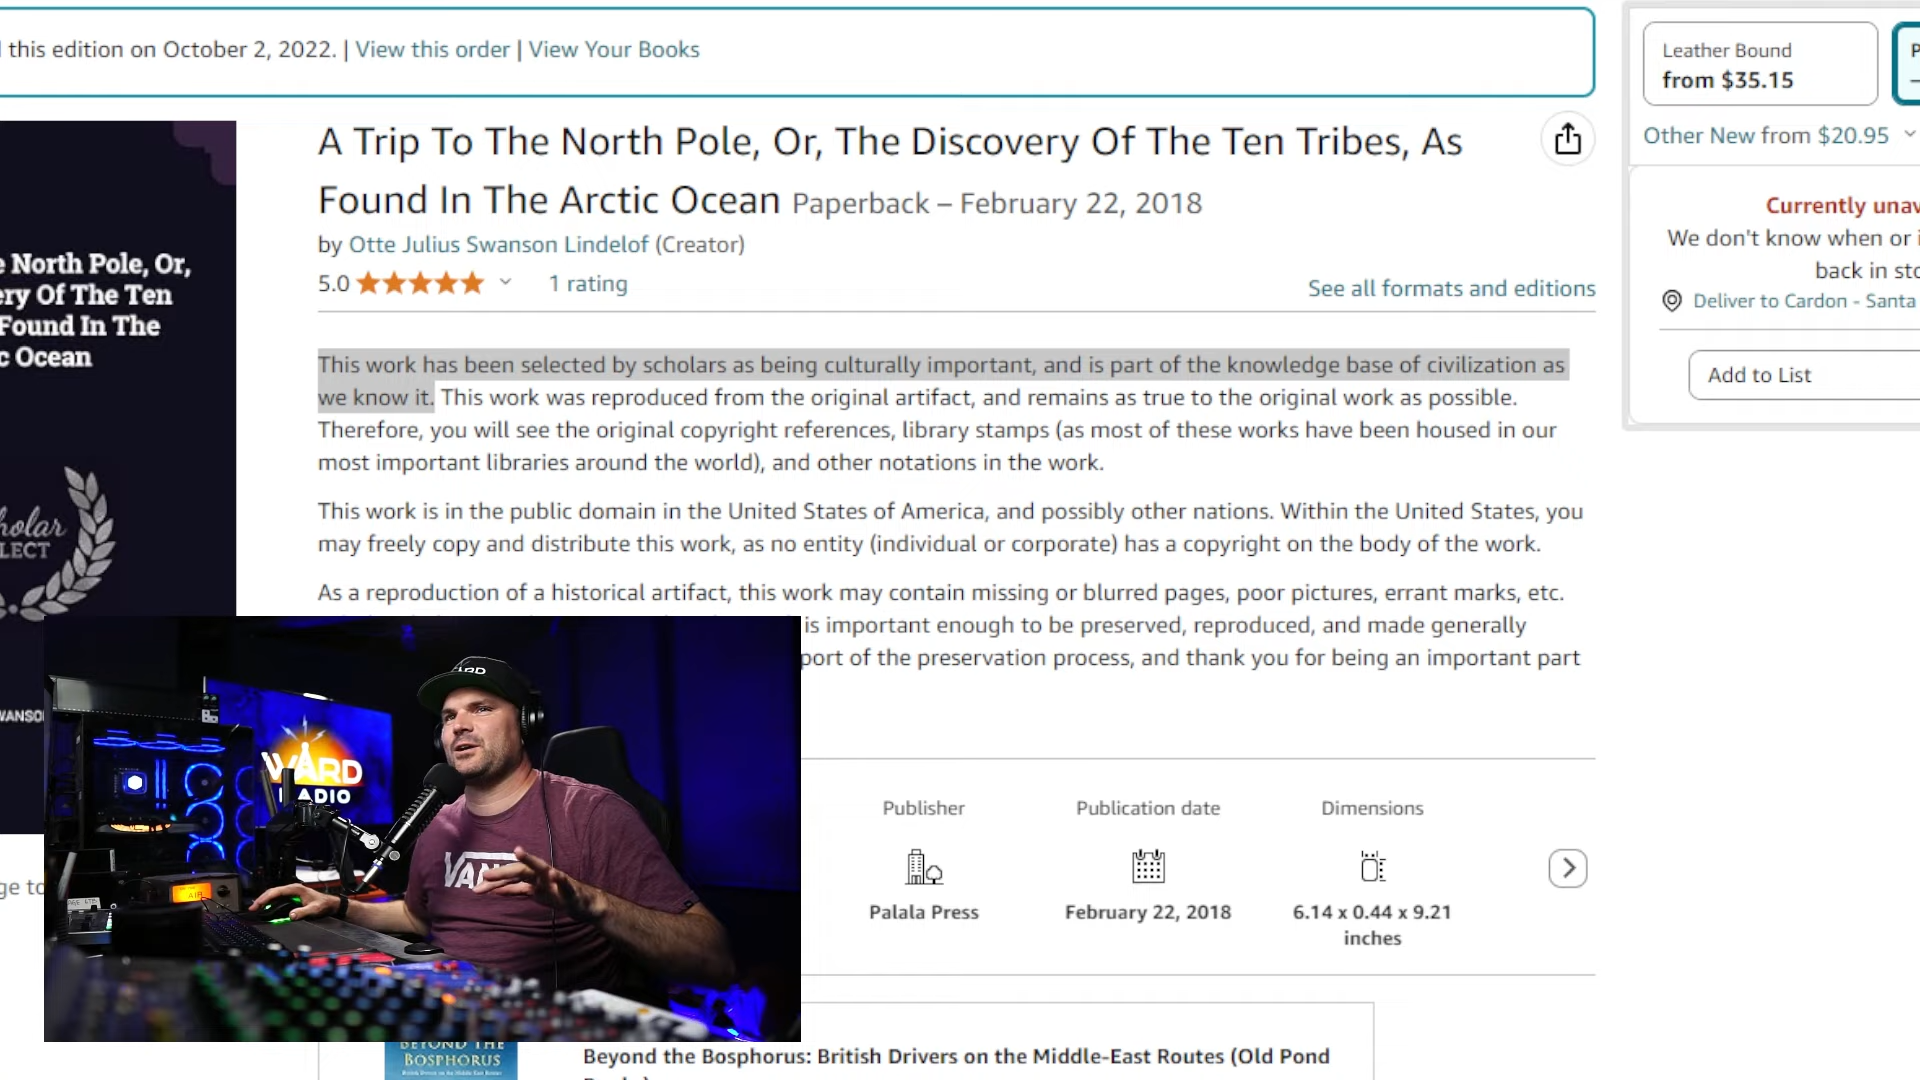 this edition on October 2, 2022. | View this order | View Your Books
Leather Bound
from $35.15
Other New from $20.95
A Trip To The North Pole, Or, The Discovery Of The Ten Tribes, As
Found In The Arctic Ocean Paperback – February 22, 2018
by Otte Julius Swanson Lindelof (Creator)
5.0
1 rating
See all formats and editions
Currently
We don't know when or
back in
Deliver to Cardon - Santa
Add to List
North Pole, Or,
Of The Ten
Found In The
Ocean
This work has been selected by scholars as being culturally important, and is part of the knowledge base of civilization as
we know it. This work was reproduced from the original artifact, and remains as true to the original work as possible.
Therefore, you will see the original copyright references, library stamps (as most of these works have been housed in our
most important libraries around the world), and other notations in the work.
This work is in the public domain in the United States of America, and possibly other nations. Within the United States, you
may freely copy and distribute this work, as no entity (individual or corporate) has a copyright on the body of the work.
As a reproduction of a historical artifact, this work may contain missing or blurred pages, poor pictures, errant marks, etc.
is important enough to be preserved, reproduced, and made generally
of the preservation process, and thank you for being an important part
WARD
RADIO
VANS
AIR
Publisher
Palala Press
Publication date
February 22, 2018
Dimensions
6.14 x 0.44 x 9.21
inches
BEYOND THE
BOSPHORUS
Beyond the Bosphorus: British Drivers on the Middle-East Routes (Old Pond